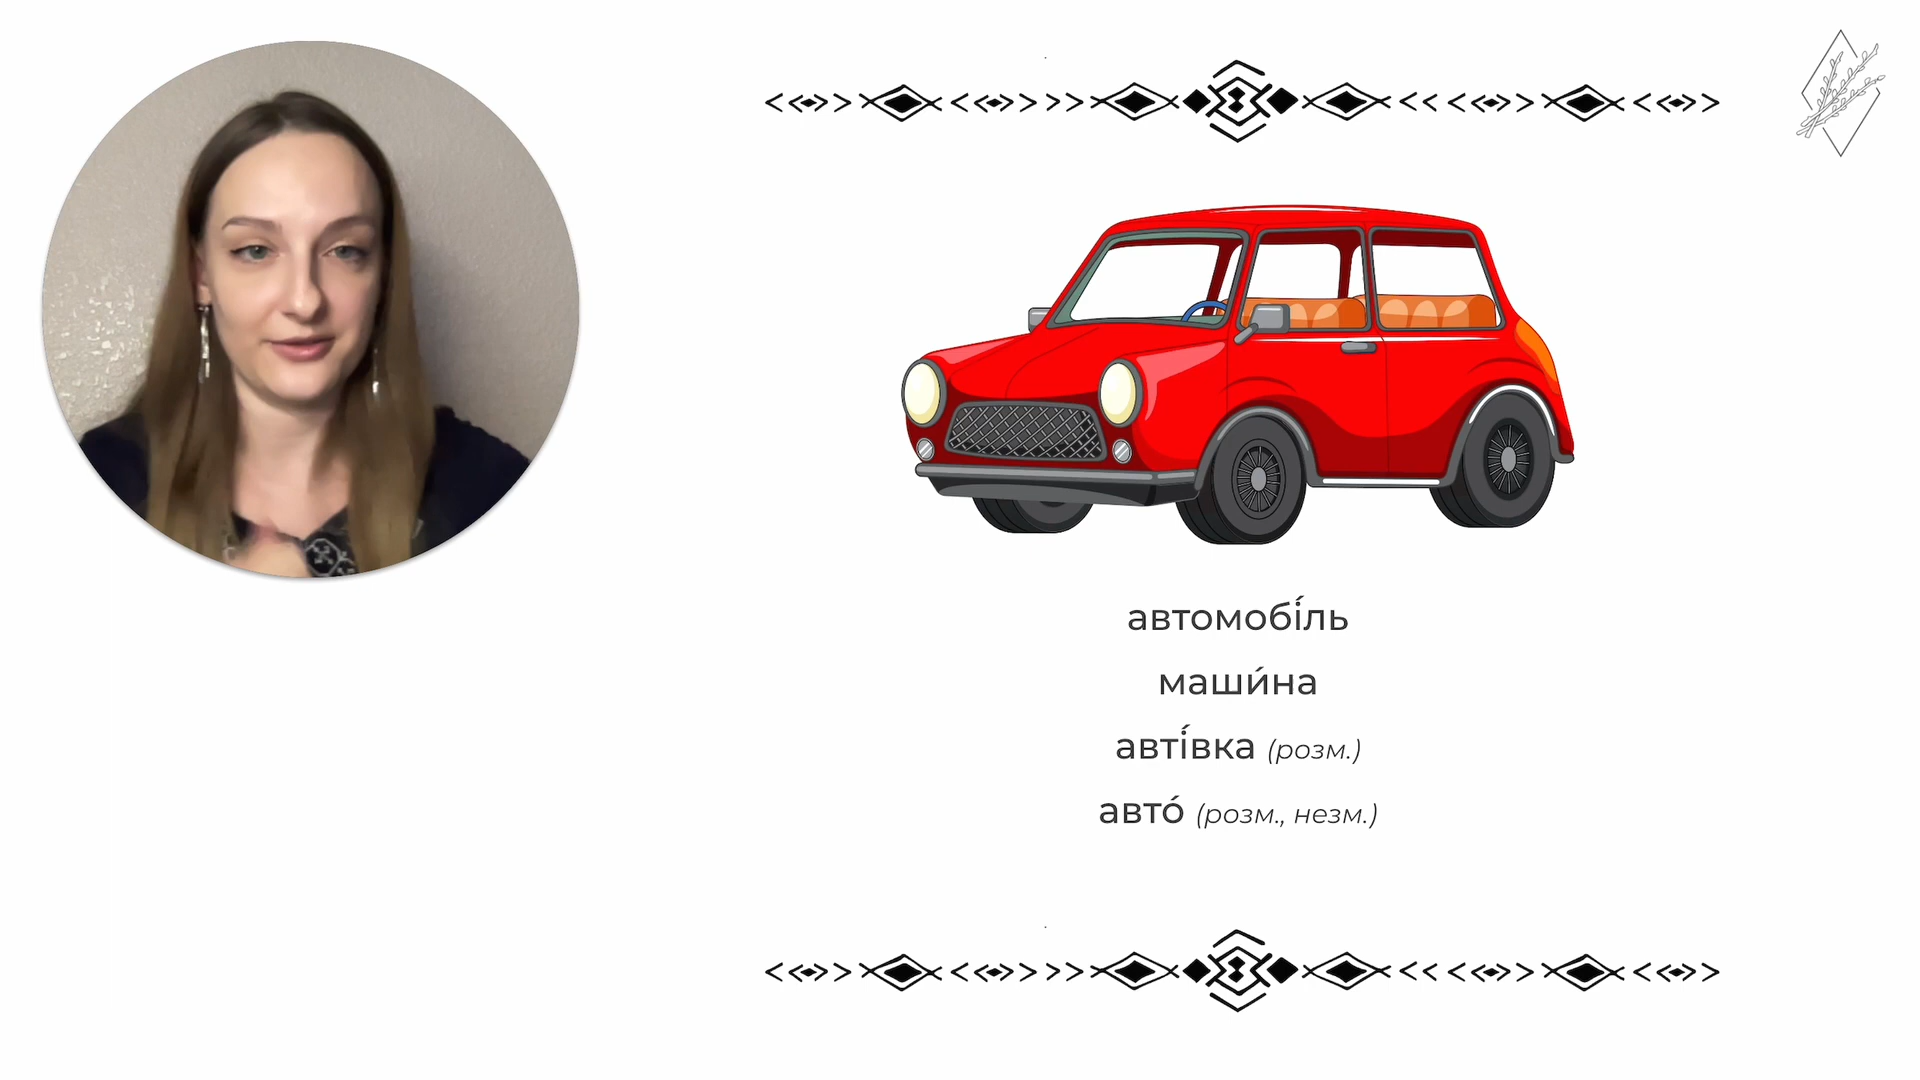 автомобі́ль
маши́на
авті́вка (розм.)
авто́ (розм., незм.)